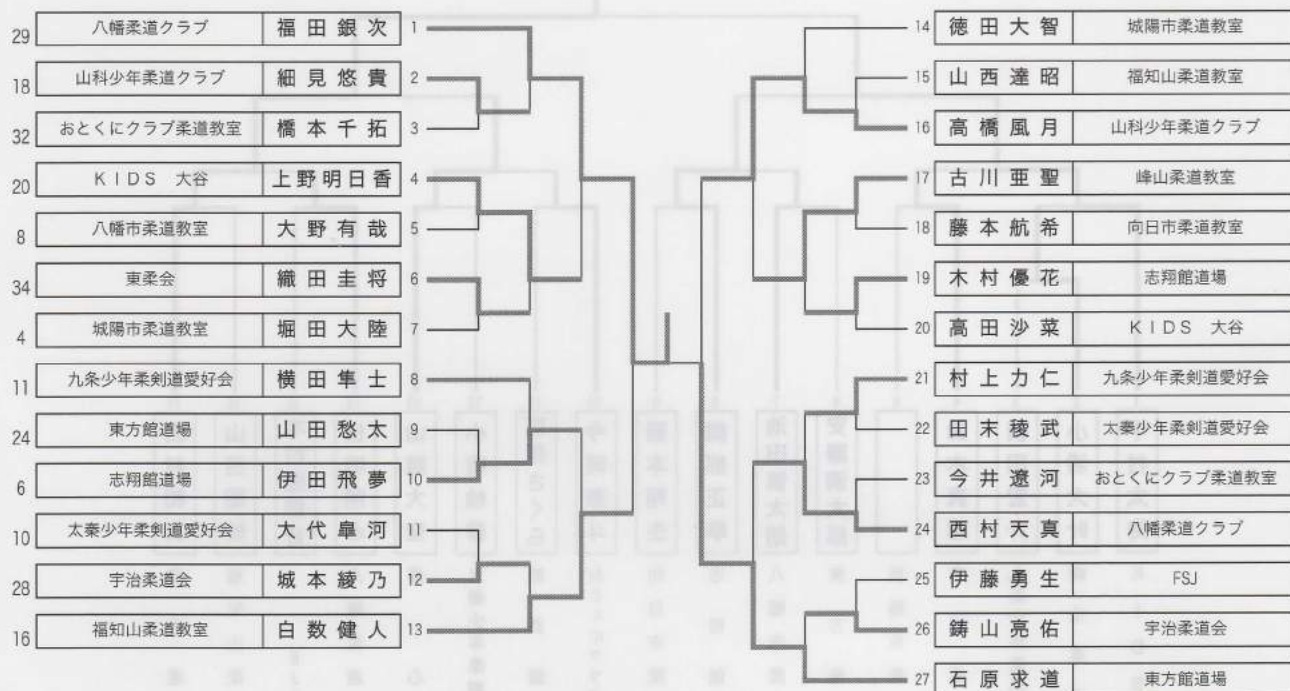 29 八幡柔道クラブ 福田銀次 1
18 山科少年柔道クラブ 細見悠貴 2
32 おとくにクラブ柔道教室 橋本千拓 3
20 KIDS 大谷 上野明日香 4
8 八幡市柔道教室 大野有哉 5
34 東柔会 織田圭将 6
4 城陽市柔道教室 堀田大陸 7
11 九条少年柔剣道愛好会 横田隼士 8
24 東方館道場 山田愁太 9
6 志翔館道場 伊田飛夢 10
10 太秦少年柔剣道愛好会 大代皐河 11
28 宇治柔道会 城本綾乃 12
16 福知山柔道教室 白数健人 13
14 徳田大智 城陽市柔道教室
15 山西達昭 福知山柔道教室
16 高橋風月 山科少年柔道クラブ
17 古川亜聖 峰山柔道教室
18 藤本航希 向日市柔道教室
19 木村優花 志翔館道場
20 高田沙菜 KIDS 大谷
21 村上力仁 九条少年柔剣道愛好会
22 田末稜武 太秦少年柔剣道愛好会
23 今井遼河 おとくにクラブ柔道教室
24 西村天真 八幡柔道クラブ
25 伊藤勇生 FSJ
26 鋳山亮佑 宇治柔道会
27 石原求道 東方館道場